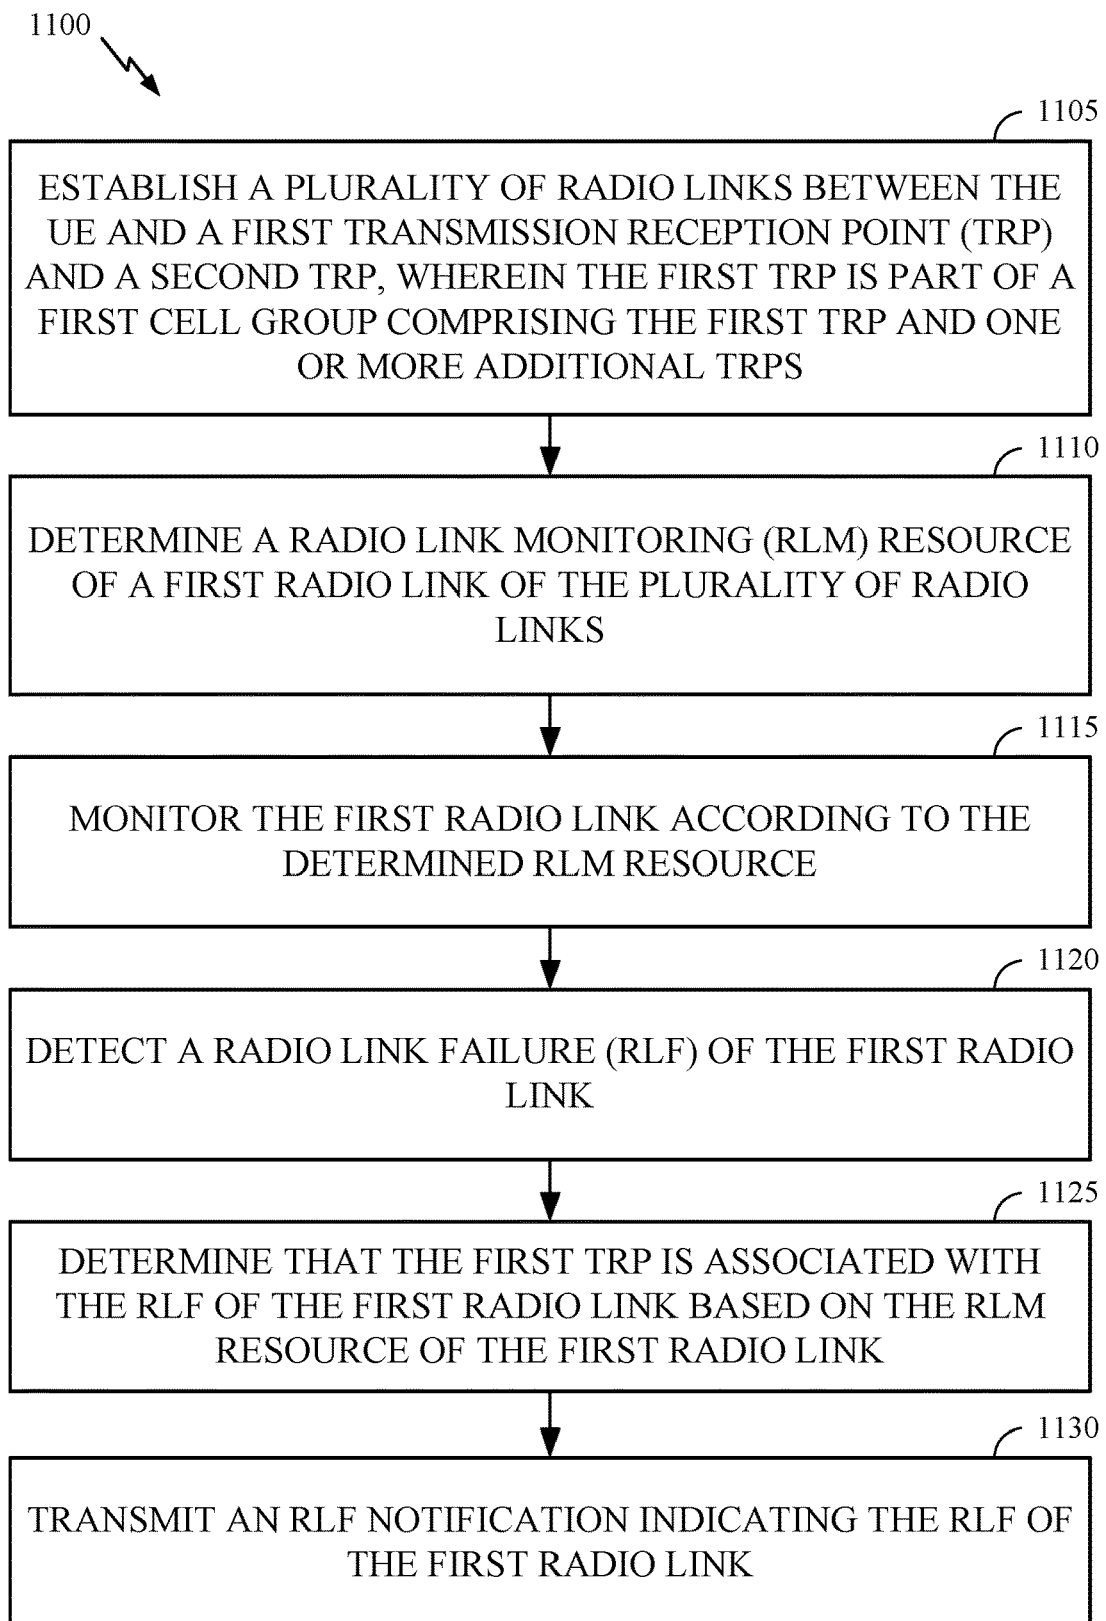 1100
1105
ESTABLISH A PLURALITY OF RADIO LINKS BETWEEN THE
UE AND A FIRST TRANSMISSION RECEPTION POINT (TRP)
AND A SECOND TRP, WHEREIN THE FIRST TRP IS PART OF A
FIRST CELL GROUP COMPRISING THE FIRST TRP AND ONE
OR MORE ADDITIONAL TRPS
1110
DETERMINE A RADIO LINK MONITORING (RLM) RESOURCE
OF A FIRST RADIO LINK OF THE PLURALITY OF RADIO
LINKS
1115
MONITOR THE FIRST RADIO LINK ACCORDING TO THE
DETERMINED RLM RESOURCE
1120
DETECT A RADIO LINK FAILURE (RLF) OF THE FIRST RADIO
LINK
1125
DETERMINE THAT THE FIRST TRP IS ASSOCIATED WITH
THE RLF OF THE FIRST RADIO LINK BASED ON THE RLM
RESOURCE OF THE FIRST RADIO LINK
1130
TRANSMIT AN RLF NOTIFICATION INDICATING THE RLF OF
THE FIRST RADIO LINK